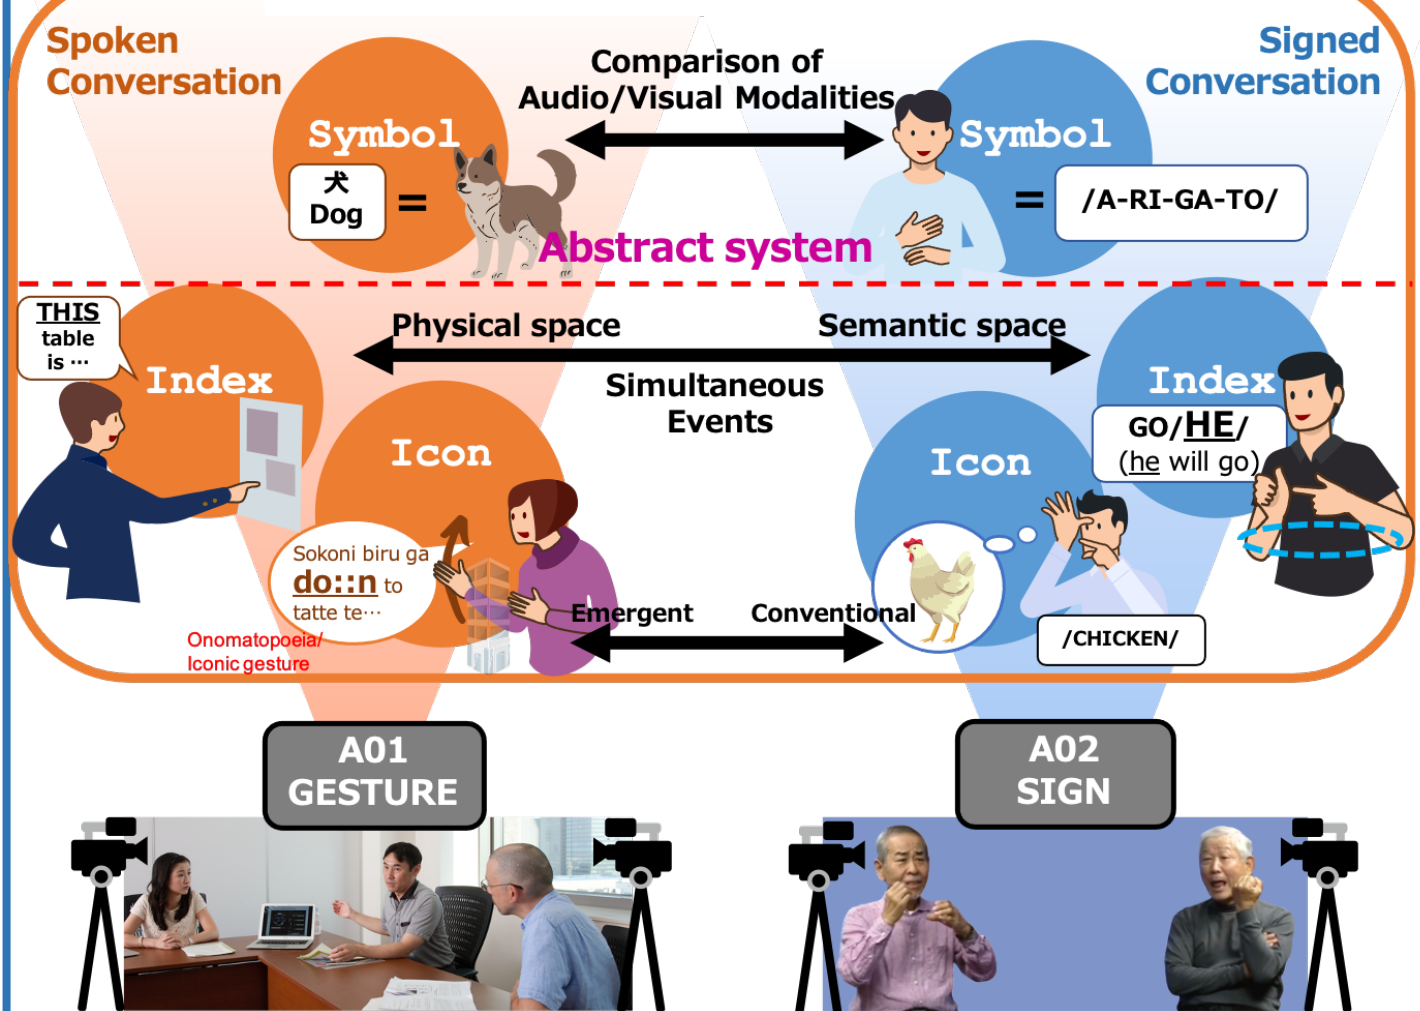 Spoken
Conversation
Signed
Conversation
Comparison of
Audio/Visual Modalities
Symbol
犬
Dog
=
Symbol
=
/A-RI-GA-TO/
Abstract system
THIS
table
is ⋯
Index
Physical space
Semantic space
Simultaneous
Events
Index
GO/HE/
(he will go)
Icon
Sokoni biru ga
do::n to
tatte te⋯
Onomatopoeia/
Iconic gesture
Icon
Emergent
Conventional
/CHICKEN/
A01
GESTURE
A02
SIGN